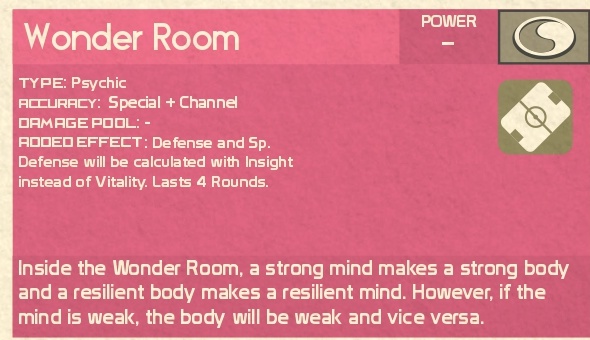 Wonder Room
POWER
–
TYPE: Psychic
ACCURACY: Special + Channel
DAMAGE POOL: -
ADDED EFFECT: Defense and Sp.
Defense will be calculated with Insight
instead of Vitality. Lasts 4 Rounds.
Inside the Wonder Room, a strong mind makes a strong body
and a resilient body makes a resilient mind. However, if the
mind is weak, the body will be weak and vice versa.